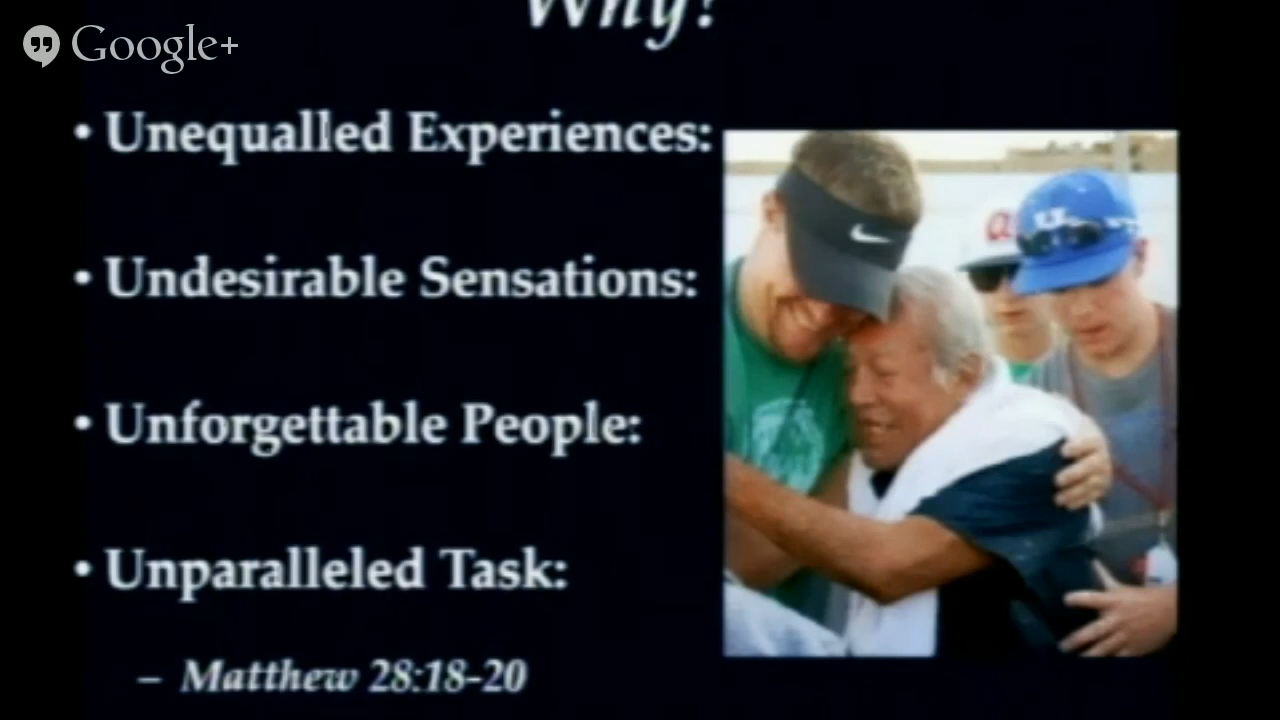 Why?
Google+
• Unequalled Experiences:
• Undesirable Sensations:
• Unforgettable People:
• Unparalleled Task:
– Matthew 28:18-20